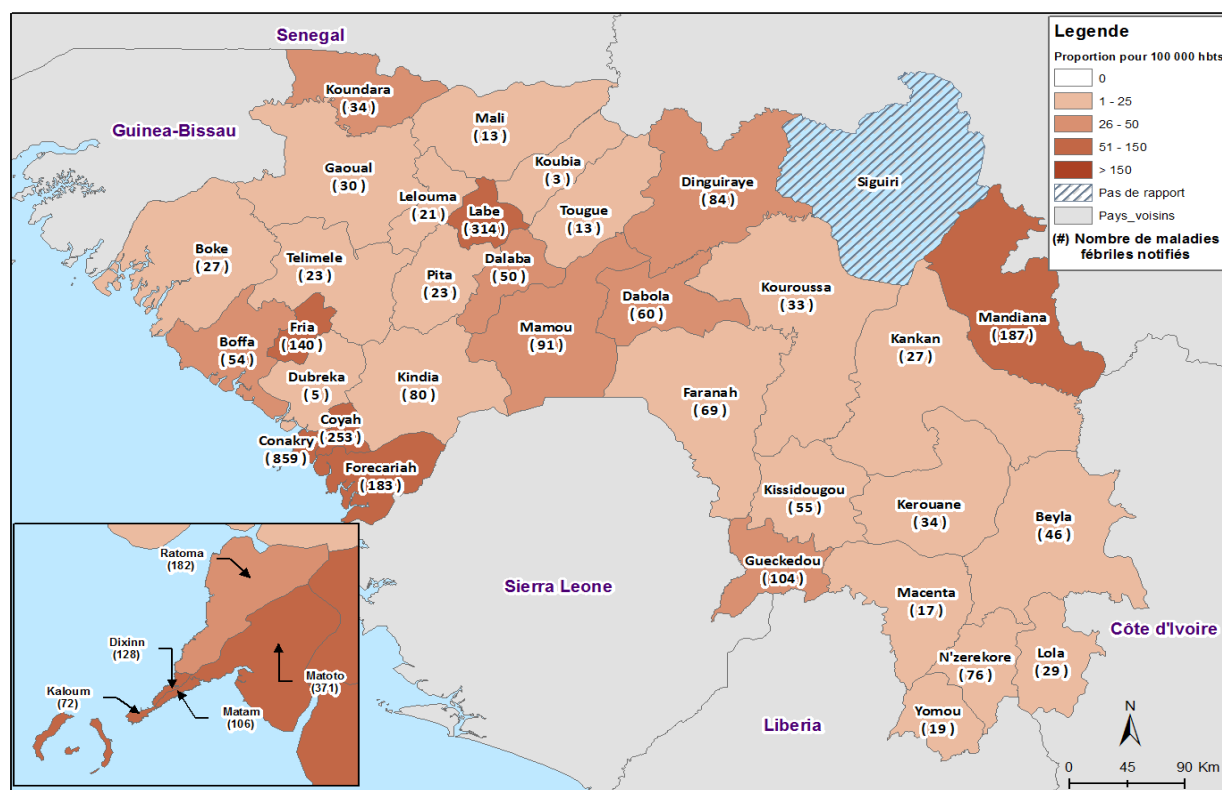 Senegal
Guinea-Bissau
Koundara
( 34 )
Mali
( 13 )
Gaoual
( 30 )
Koubia
( 3 )
Lelouma
( 21 )
Labe
( 314 )
Tougue
( 13 )
Dinguiraye
( 84 )
Siguiri
Boke
( 27 )
Telimele
( 23 )
Pita
( 23 )
Dalaba
( 50 )
Dabola
( 60 )
Kouroussa
( 33 )
Mandiana
( 187 )
Kankan
( 27 )
Fria
( 140 )
Boffa
( 54 )
Mamou
( 91 )
Dubreka
( 5 )
Kindia
( 80 )
Faranah
( 69 )
Coyah
( 253 )
Conakry
( 859 )
Forecariah
( 183 )
Kissidougou
( 55 )
Kerouane
( 34 )
Beyla
( 46 )
Gueckedou
( 104 )
Macenta
( 17 )
N'zerekore
( 76 )
Lola
( 29 )
Yomou
( 19 )
Sierra Leone
Liberia
Côte d'Ivoire
Legende
Proportion pour 100 000 hbts
0
1 - 25
26 - 50
51 - 150
> 150
Pas de rapport
Pays_voisins
(#) Nombre de maladies
fébriles notifiés
Ratoma
(182)
Dixinn
(128)
Kaloum
(72)
Matam
(106)
Matoto
(371)
N
0 45 90 Km